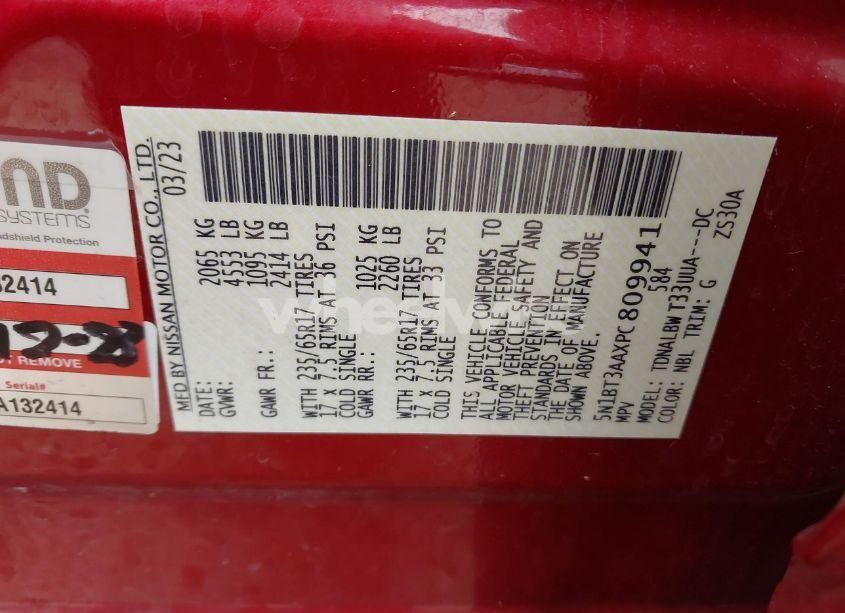 MFD BY NISSAN MOTOR CO., LTD.
DATE: 03/23
GVWR: 2065 KG
4553 LB
GAWR FR.: 1095 KG
2414 LB
WITH 235/65R17 TIRES
17 x 7.5 RIMS AT 36 PSI
COLD SINGLE
GAWR RR.: 1025 KG
2260 LB
WITH 235/65R17 TIRES
17 x 7.5 RIMS AT 33 PSI
COLD SINGLE
THIS VEHICLE CONFORMS TO
ALL APPLICABLE FEDERAL
MOTOR VEHICLE SAFETY AND
THEFT PREVENTION
STANDARDS IN EFFECT ON
THE DATE OF MANUFACTURE
SHOWN ABOVE.
5N1BT3AAXPC809941
MPV 584
MODEL: TDNALBW T33UUA----DC
COLOR: NBL TRIM: G ZS30A
SYSTEMS®
Protection
32414
REMOVE
Serial#
A132414